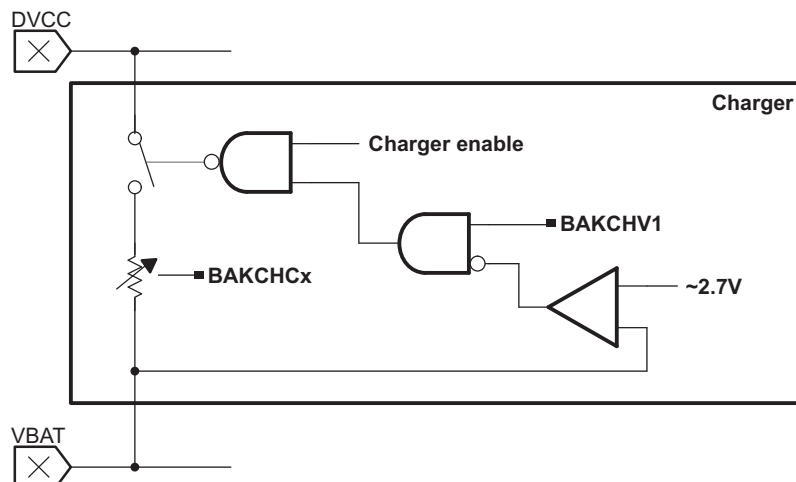 DVCC
Charger
Charger enable
BAKCHV1
BAKCHCx
~2.7V
VBAT